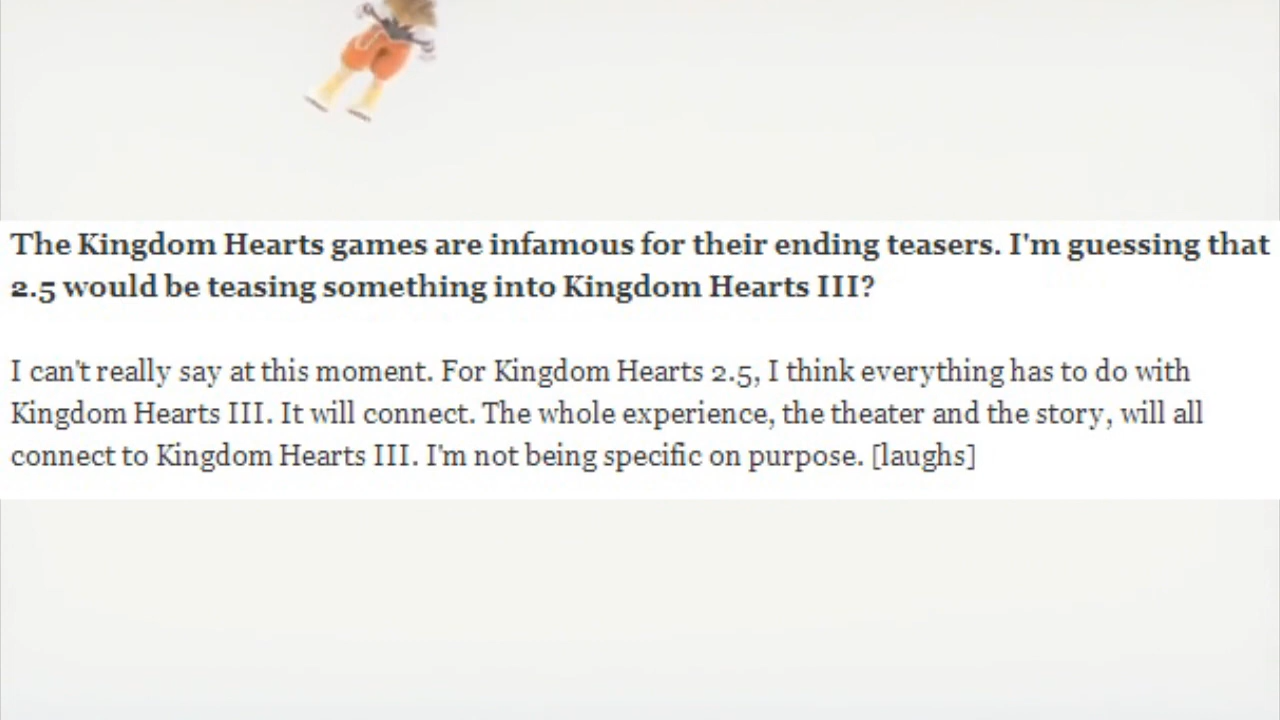 The Kingdom Hearts games are infamous for their ending teasers. I'm guessing that
2.5 would be teasing something into Kingdom Hearts III?
I can't really say at this moment. For Kingdom Hearts 2.5, I think everything has to do with
Kingdom Hearts III. It will connect. The whole experience, the theater and the story, will all
connect to Kingdom Hearts III. I'm not being specific on purpose. [laughs]